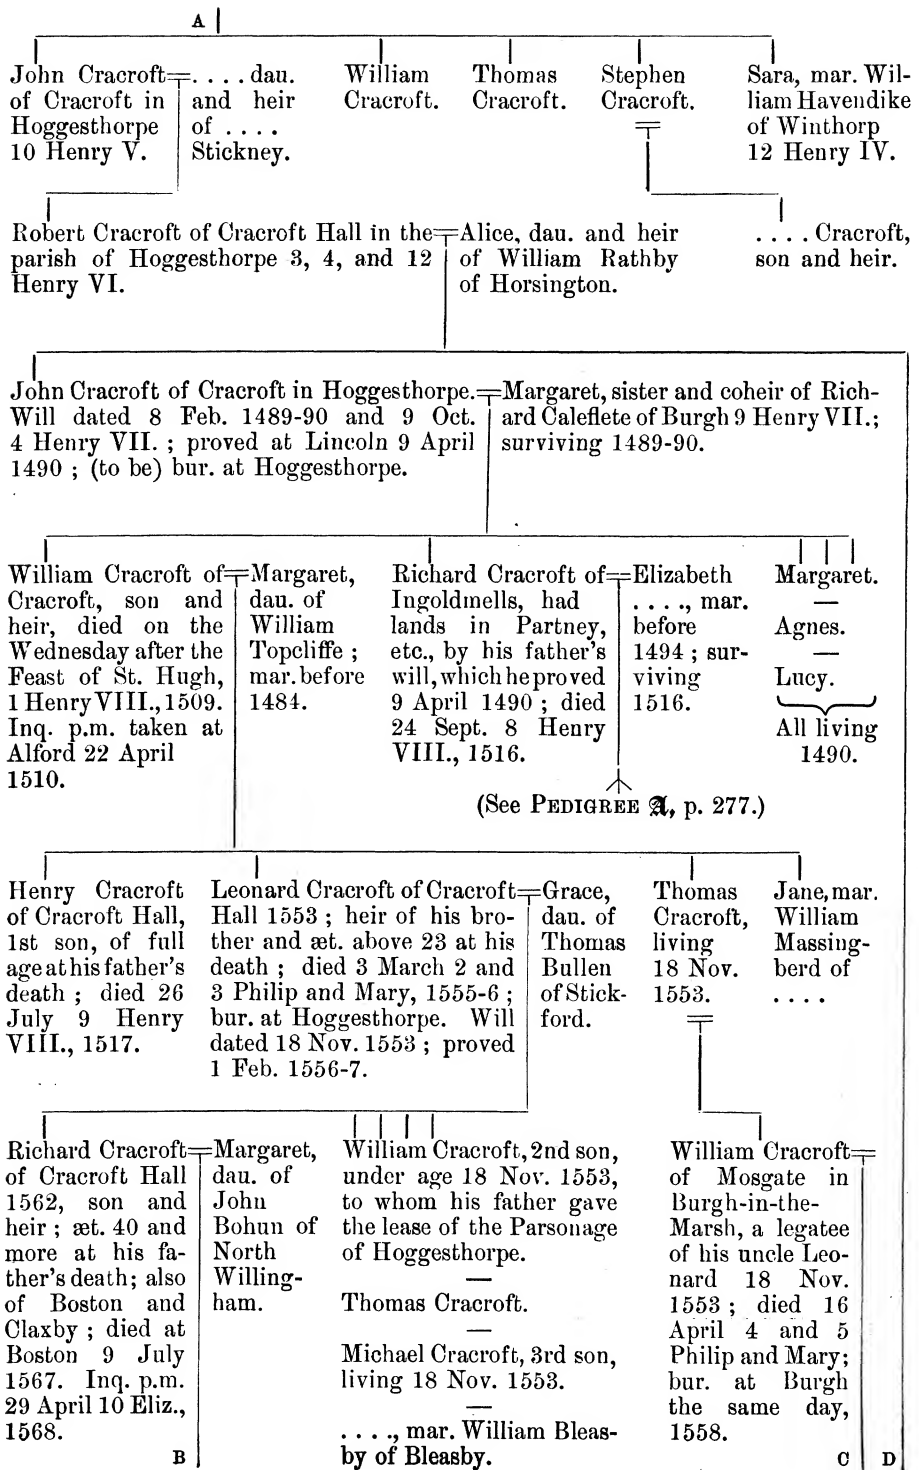 A
John Cracroft
of Cracroft in
Hoggesthorpe
10 Henry V.
. . . . dau.
and heir
of . . . .
Stickney.
William
Cracroft.
Thomas
Cracroft.
Stephen
Cracroft.
Sara, mar. Wil-
liam Havendike
of Winthorp
12 Henry IV.
Robert Cracroft of Cracroft Hall in the
parish of Hoggesthorpe 3, 4, and 12
Henry VI.
Alice, dau. and heir
of William Rathby
of Horsington.
. . . . Cracroft,
son and heir.
John Cracroft of Cracroft in Hoggesthorpe.
Will dated 8 Feb. 1489-90 and 9 Oct.
4 Henry VII. ; proved at Lincoln 9 April
1490 ; (to be) bur. at Hoggesthorpe.
Margaret, sister and coheir of Rich-
ard Caleflete of Burgh 9 Henry VII.;
surviving 1489-90.
William Cracroft of
Cracroft, son and
heir, died on the
Wednesday after the
Feast of St. Hugh,
1 Henry VIII., 1509.
Inq. p.m. taken at
Alford 22 April
1510.
Margaret,
dau. of
William
Topcliffe ;
mar. before
1484.
Richard Cracroft of
Ingoldmells, had
lands in Partney,
etc., by his father's
will, which he proved
9 April 1490 ; died
24 Sept. 8 Henry
VIII., 1516.
Elizabeth
. . . ., mar.
before
1494 ; sur-
viving
1516.
Margaret.
—
Agnes.
—
Lucy.
All living
1490.
(See PEDIGREE A, p. 277.)
Henry Cracroft
of Cracroft Hall,
1st son, of full
age at his father's
death ; died 26
July 9 Henry
VIII., 1517.
Leonard Cracroft of Cracroft
Hall 1553 ; heir of his bro-
ther and æt. above 23 at his
death ; died 3 March 2 and
3 Philip and Mary, 1555-6 ;
bur. at Hoggesthorpe. Will
dated 18 Nov. 1553 ; proved
1 Feb. 1556-7.
Grace,
dau. of
Thomas
Bullen
of Stick-
ford.
Thomas
Cracroft,
living
18 Nov.
1553.
Jane, mar.
William
Massing-
berd of
. . . .
Richard Cracroft
of Cracroft Hall
1562, son and
heir ; æt. 40 and
more at his fa-
ther's death; also
of Boston and
Claxby ; died at
Boston 9 July
1567. Inq. p.m.
29 April 10 Eliz.,
1568.
B
Margaret,
dau. of
John
Bohun of
North
Willing-
ham.
William Cracroft, 2nd son,
under age 18 Nov. 1553,
to whom his father gave
the lease of the Parsonage
of Hoggesthorpe.
—
Thomas Cracroft.
—
Michael Cracroft, 3rd son,
living 18 Nov. 1553.
—
. . . ., mar. William Bleas-
by of Bleasby.
William Cracroft
of Mosgate in
Burgh-in-the-
Marsh, a legatee
of his uncle Leo-
nard 18 Nov.
1553 ; died 16
April 4 and 5
Philip and Mary;
bur. at Burgh
the same day,
1558.
C
D